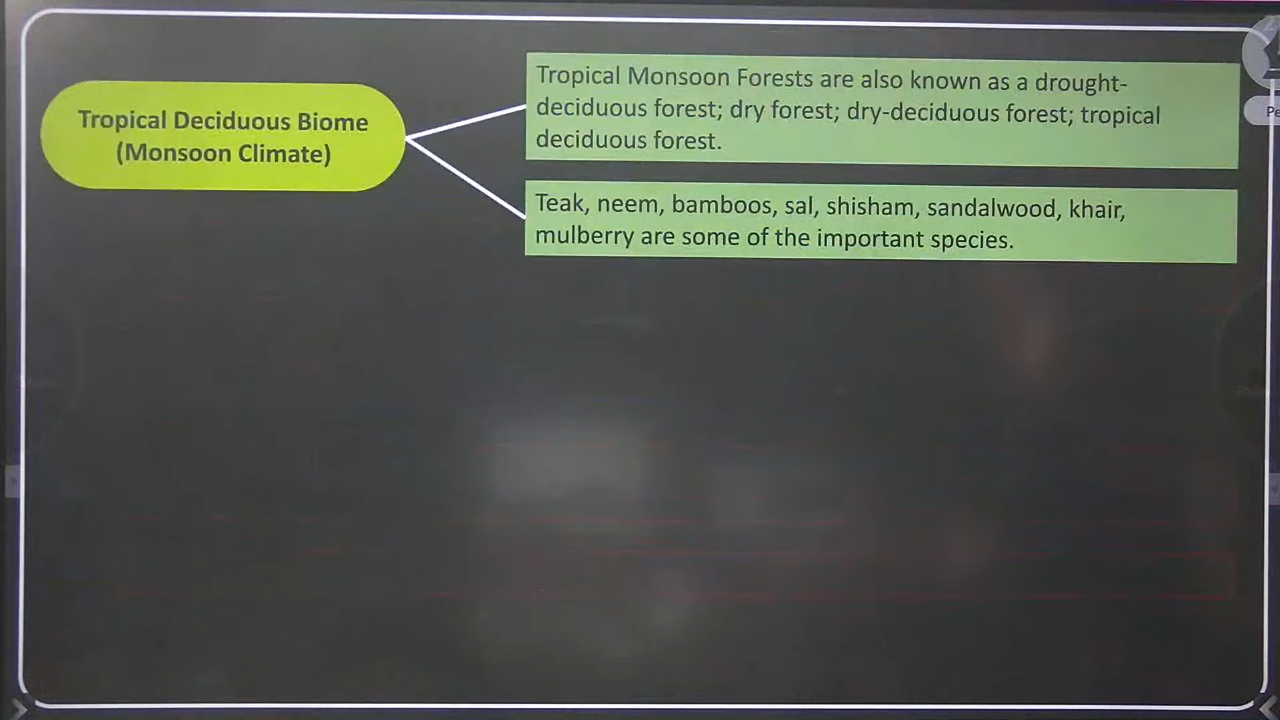 Tropical Deciduous Biome
(Monsoon Climate)
Tropical Monsoon Forests are also known as a drought-
deciduous forest; dry forest; dry-deciduous forest; tropical
deciduous forest.
Teak, neem, bamboos, sal, shisham, sandalwood, khair,
mulberry are some of the important species.